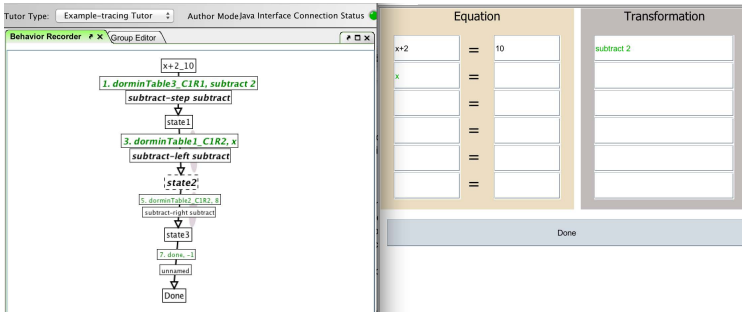 Tutor Type: Example-tracing Tutor Author Mode Java Interface Connection Status
Behavior Recorder Group Editor
x+2_10
1. dorminTable3_C1R1, subtract 2
subtract-step subtract
state1
3. dorminTable1_C1R2, x
subtract-left subtract
state2
5. dorminTable2_C1R2, 8
subtract-right subtract
state3
7. done, -1
unnamed
Done
Equation Transformation
x+2 = 10 subtract 2
x =
=
=
=
=
Done